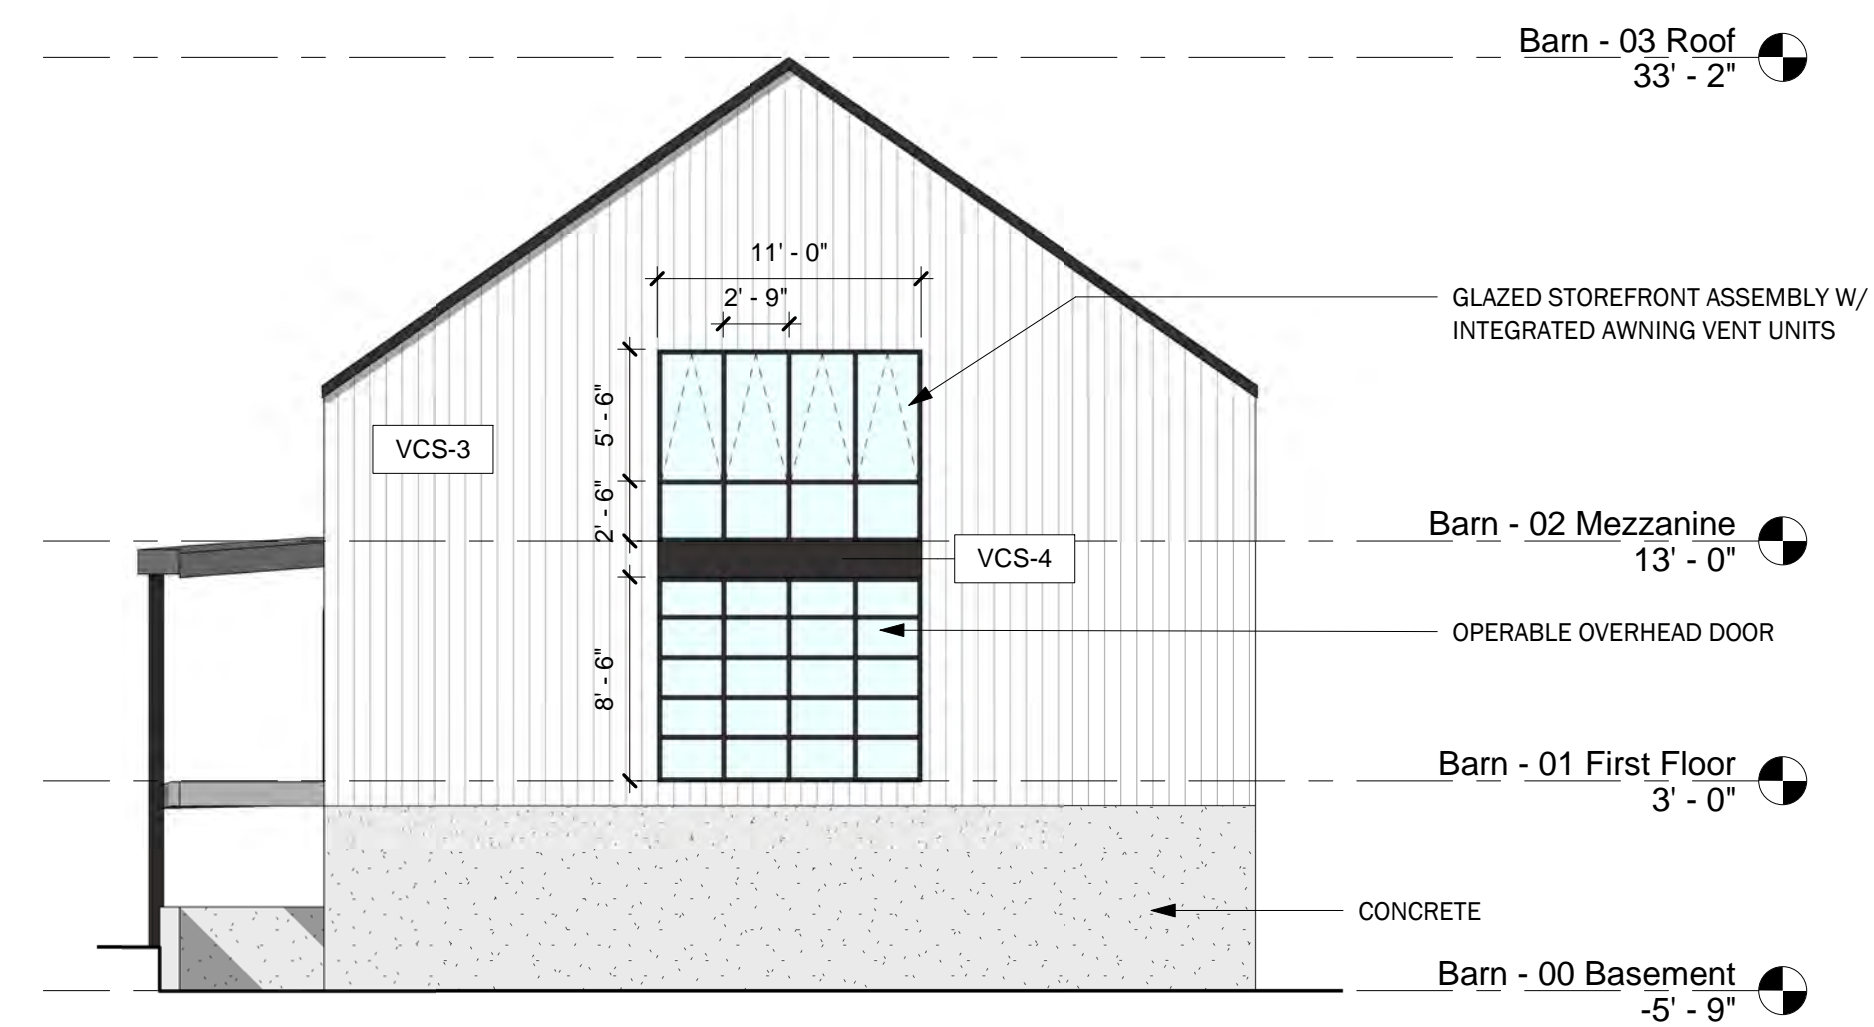 Barn - 03 Roof
33' - 2"
11' - 0"
2' - 9"
GLAZED STOREFRONT ASSEMBLY W/
INTEGRATED AWNING VENT UNITS
5' - 6"
VCS-3
2' - 6"
Barn - 02 Mezzanine
13' - 0"
VCS-4
OPERABLE OVERHEAD DOOR
8' - 6"
Barn - 01 First Floor
3' - 0"
CONCRETE
Barn - 00 Basement
-5' - 9"